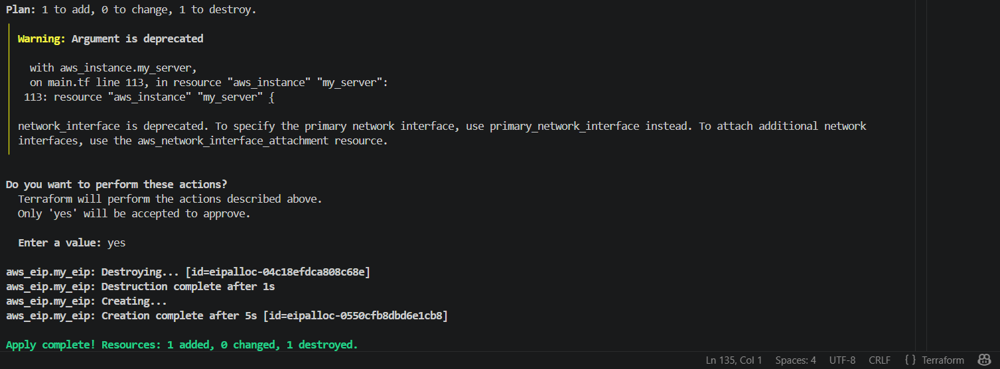 Plan: 1 to add, 0 to change, 1 to destroy.
Warning: Argument is deprecated
with aws_instance.my_server,
on main.tf line 113, in resource "aws_instance" "my_server":
113: resource "aws_instance" "my_server" {
network_interface is deprecated. To specify the primary network interface, use primary_network_interface instead. To attach additional network
interfaces, use the aws_network_interface_attachment resource.
Do you want to perform these actions?
Terraform will perform the actions described above.
Only 'yes' will be accepted to approve.
Enter a value: yes
aws_eip.my_eip: Destroying... [id=eipalloc-04c18efdca808c68e]
aws_eip.my_eip: Destruction complete after 1s
aws_eip.my_eip: Creating...
aws_eip.my_eip: Creation complete after 5s [id=eipalloc-0550cfb8dbd6e1cb8]
Apply complete! Resources: 1 added, 0 changed, 1 destroyed.
Ln 135, Col 1 Spaces: 4 UTF-8 CRLF { } Terraform